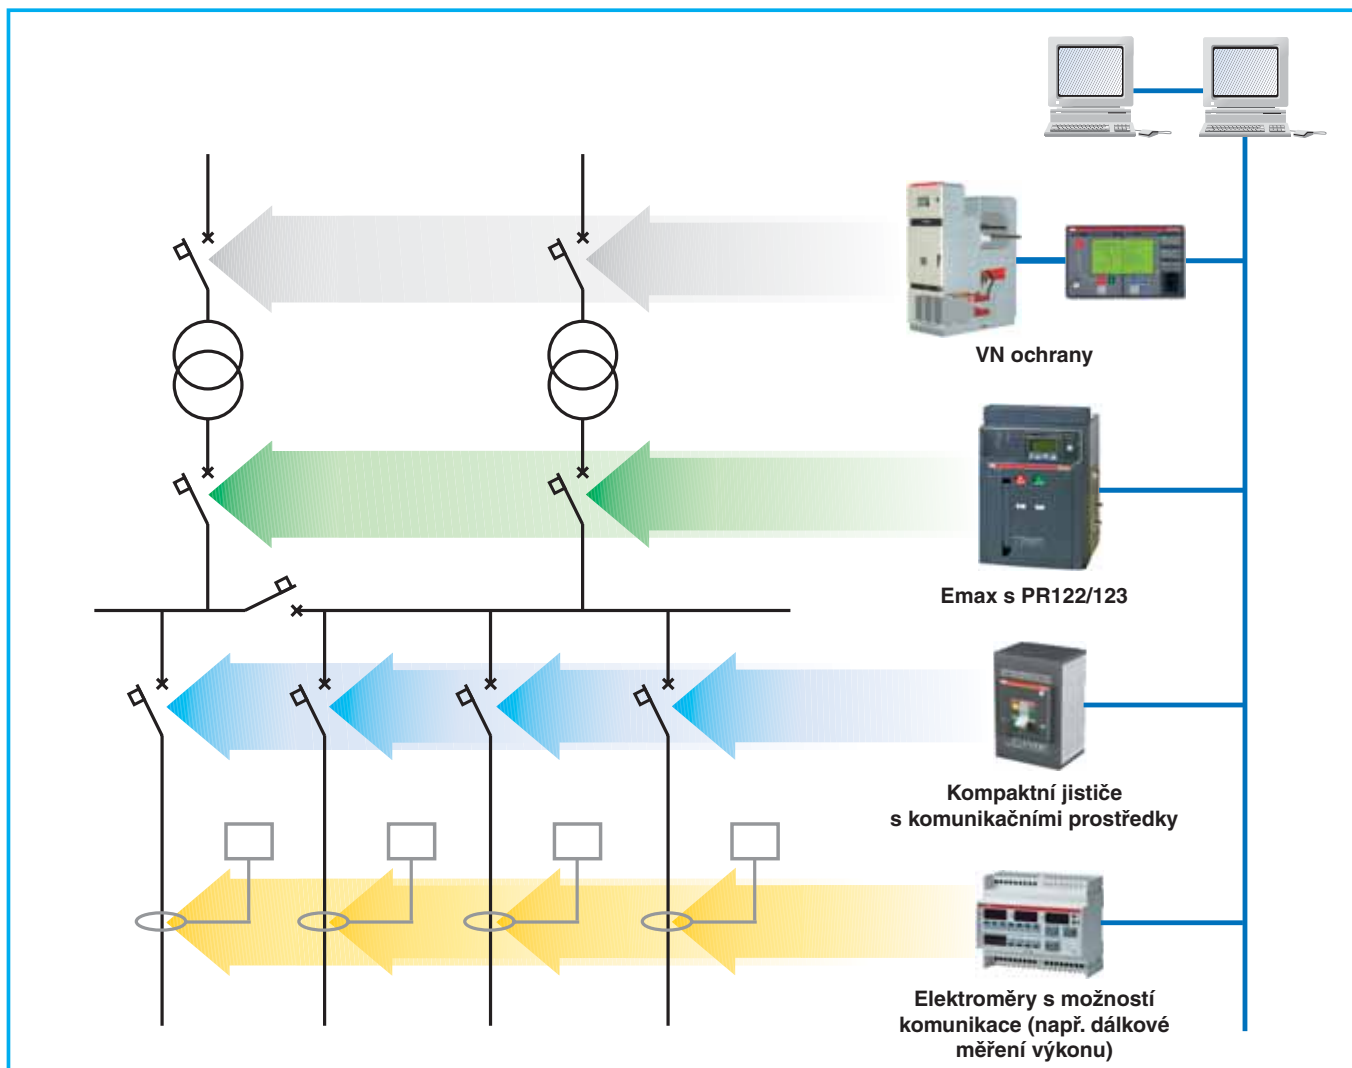 VN ochrany
Emax s PR122/123
Kompaktní jističe
s komunikačními prostředky
Elektroměry s možností
komunikace (např. dálkové
měření výkonu)